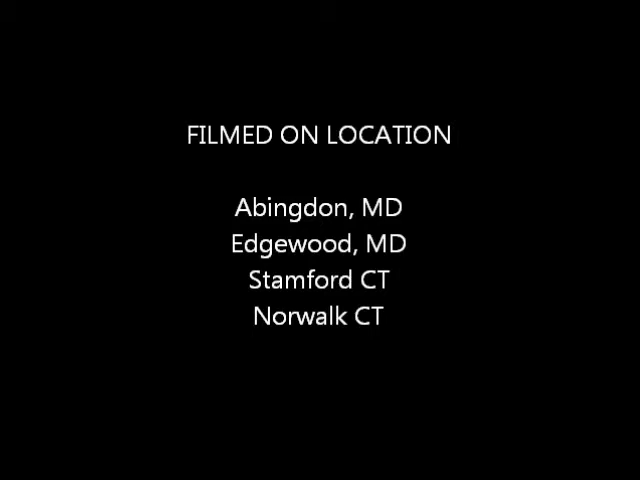 FILMED ON LOCATION
Abingdon, MD
Edgewood, MD
Stamford CT
Norwalk CT